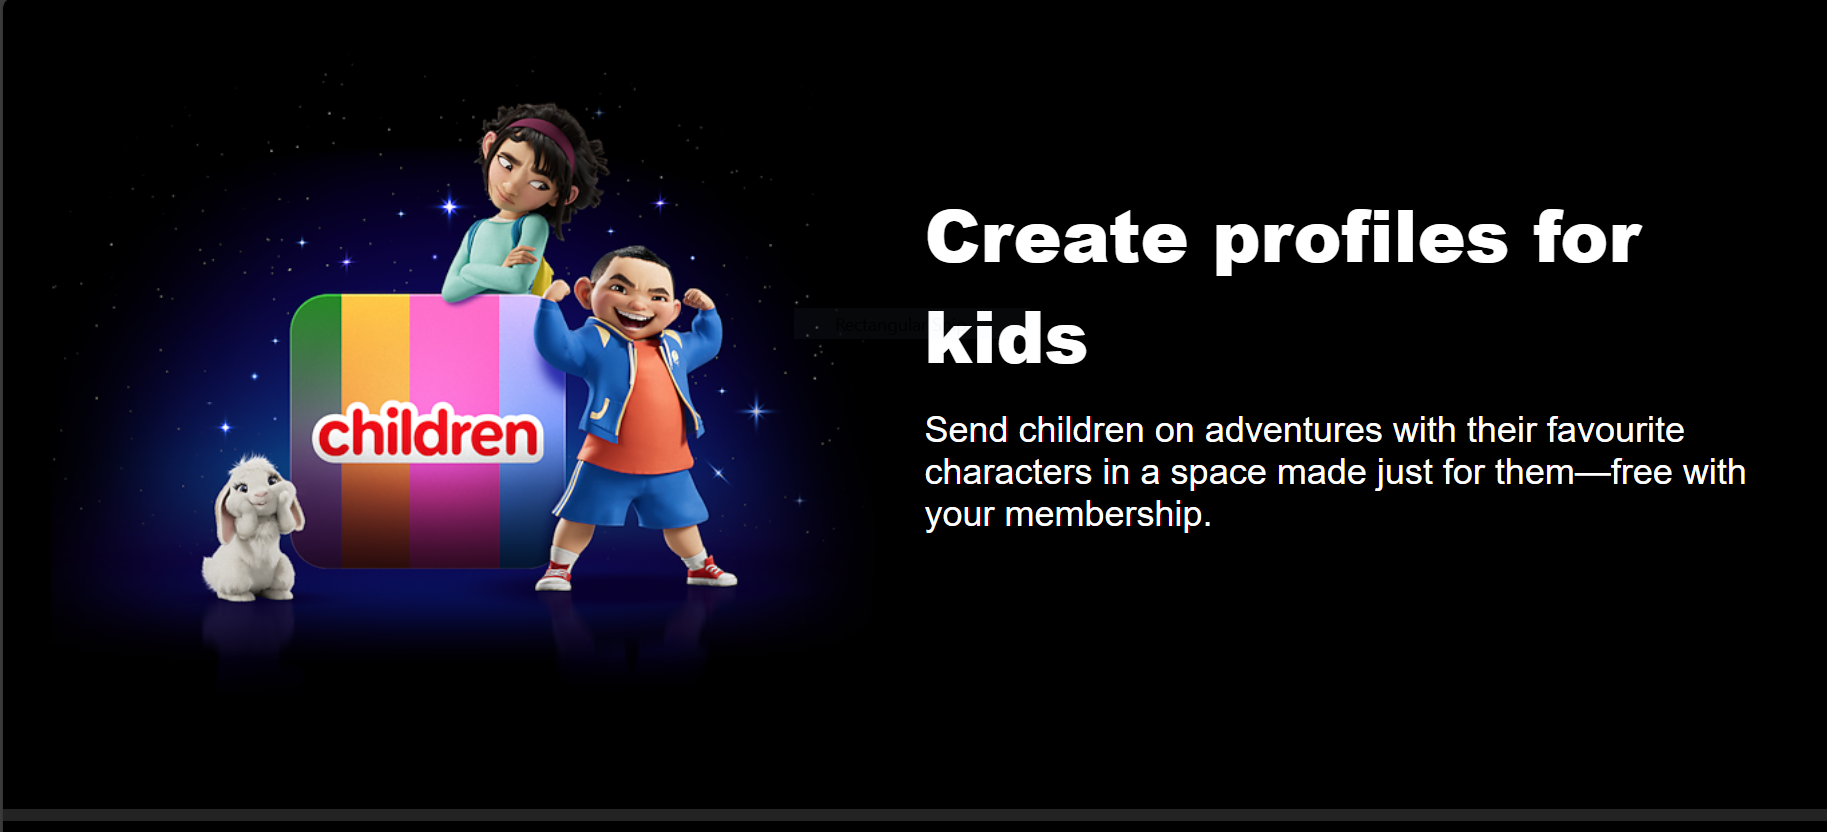 Create profiles for
kids
Send children on adventures with their favourite
characters in a space made just for them—free with
your membership.
children
Rectangular